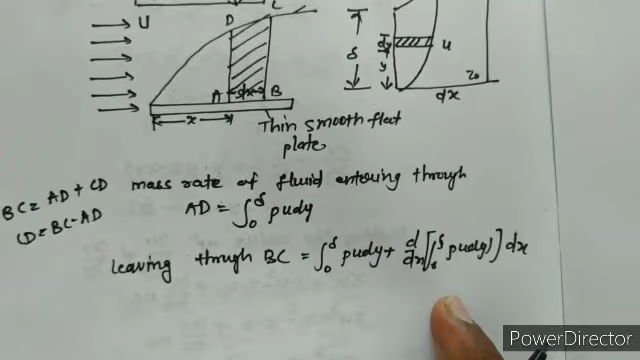 U
D
C
A
dx
B
x
Thin smooth flat
plate
δ
dy
y
u
τ₀
dx
BC = AD + CD
CD = BC - AD
mass rate of fluid entering through
AD = ∫₀^δ ρudy
leaving through BC = ∫₀^δ ρudy + d/dx[∫₀^δ ρudy)] dx
PowerDirector